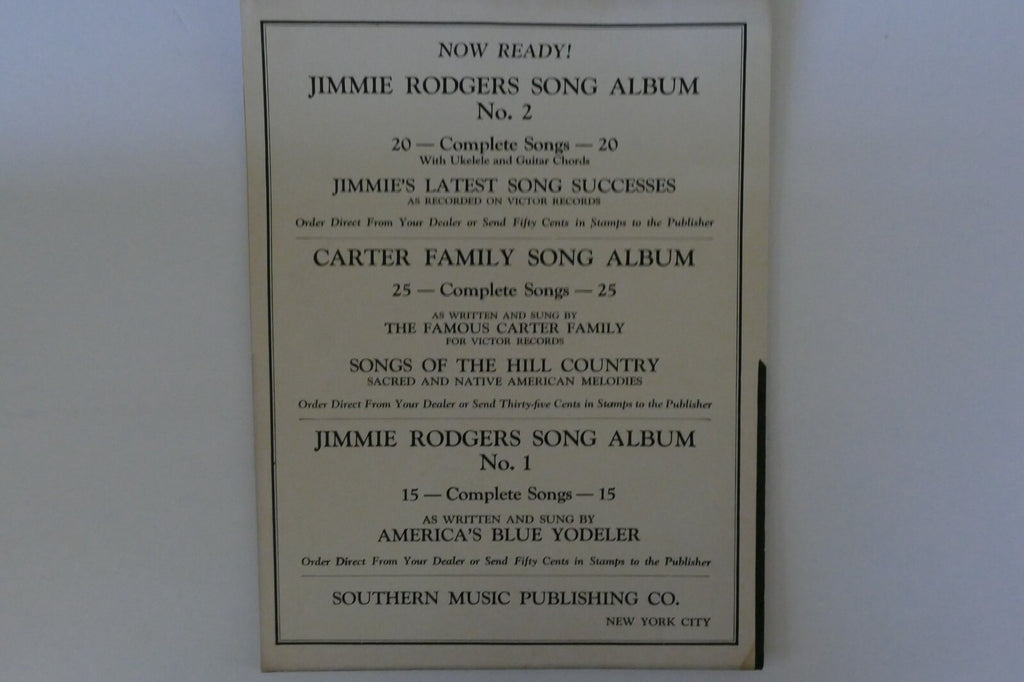 NOW READY!
JIMMIE RODGERS SONG ALBUM
No. 2
20 — Complete Songs — 20
With Ukelele and Guitar Chords
JIMMIE'S LATEST SONG SUCCESSES
AS RECORDED ON VICTOR RECORDS
Order Direct From Your Dealer or Send Fifty Cents in Stamps to the Publisher
CARTER FAMILY SONG ALBUM
25 — Complete Songs — 25
AS WRITTEN AND SUNG BY
THE FAMOUS CARTER FAMILY
FOR VICTOR RECORDS
SONGS OF THE HILL COUNTRY
SACRED AND NATIVE AMERICAN MELODIES
Order Direct From Your Dealer or Send Thirty-five Cents in Stamps to the Publisher
JIMMIE RODGERS SONG ALBUM
No. 1
15 — Complete Songs — 15
AS WRITTEN AND SUNG BY
AMERICA'S BLUE YODELER
Order Direct From Your Dealer or Send Fifty Cents in Stamps to the Publisher
SOUTHERN MUSIC PUBLISHING CO.
NEW YORK CITY